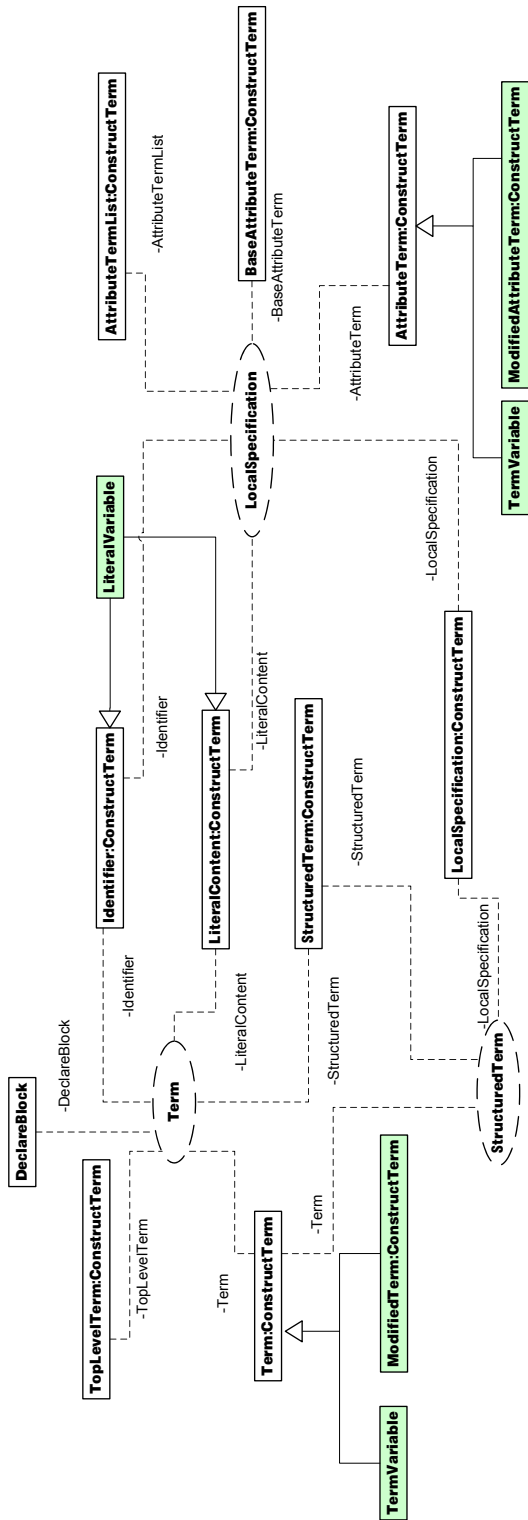 DeclareBlock
-DeclareBlock
TopLevelTerm:ConstructTerm
-TopLevelTerm
Term
-Identifier
Identifier:ConstructTerm
-Identifier
LiteralVariable
AttributeTermList:ConstructTerm
-AttributeTermList
-LiteralContent
LiteralContent:ConstructTerm
-LiteralContent
LocalSpecification
-BaseAttributeTerm
BaseAttributeTerm:ConstructTerm
-Term
Term:ConstructTerm
-Term
-StructuredTerm
StructuredTerm:ConstructTerm
-StructuredTerm
-AttributeTerm
AttributeTerm:ConstructTerm
TermVariable
ModifiedTerm:ConstructTerm
StructuredTerm
-LocalSpecification
LocalSpecification:ConstructTerm
-LocalSpecification
TermVariable
ModifiedAttributeTerm:ConstructTerm